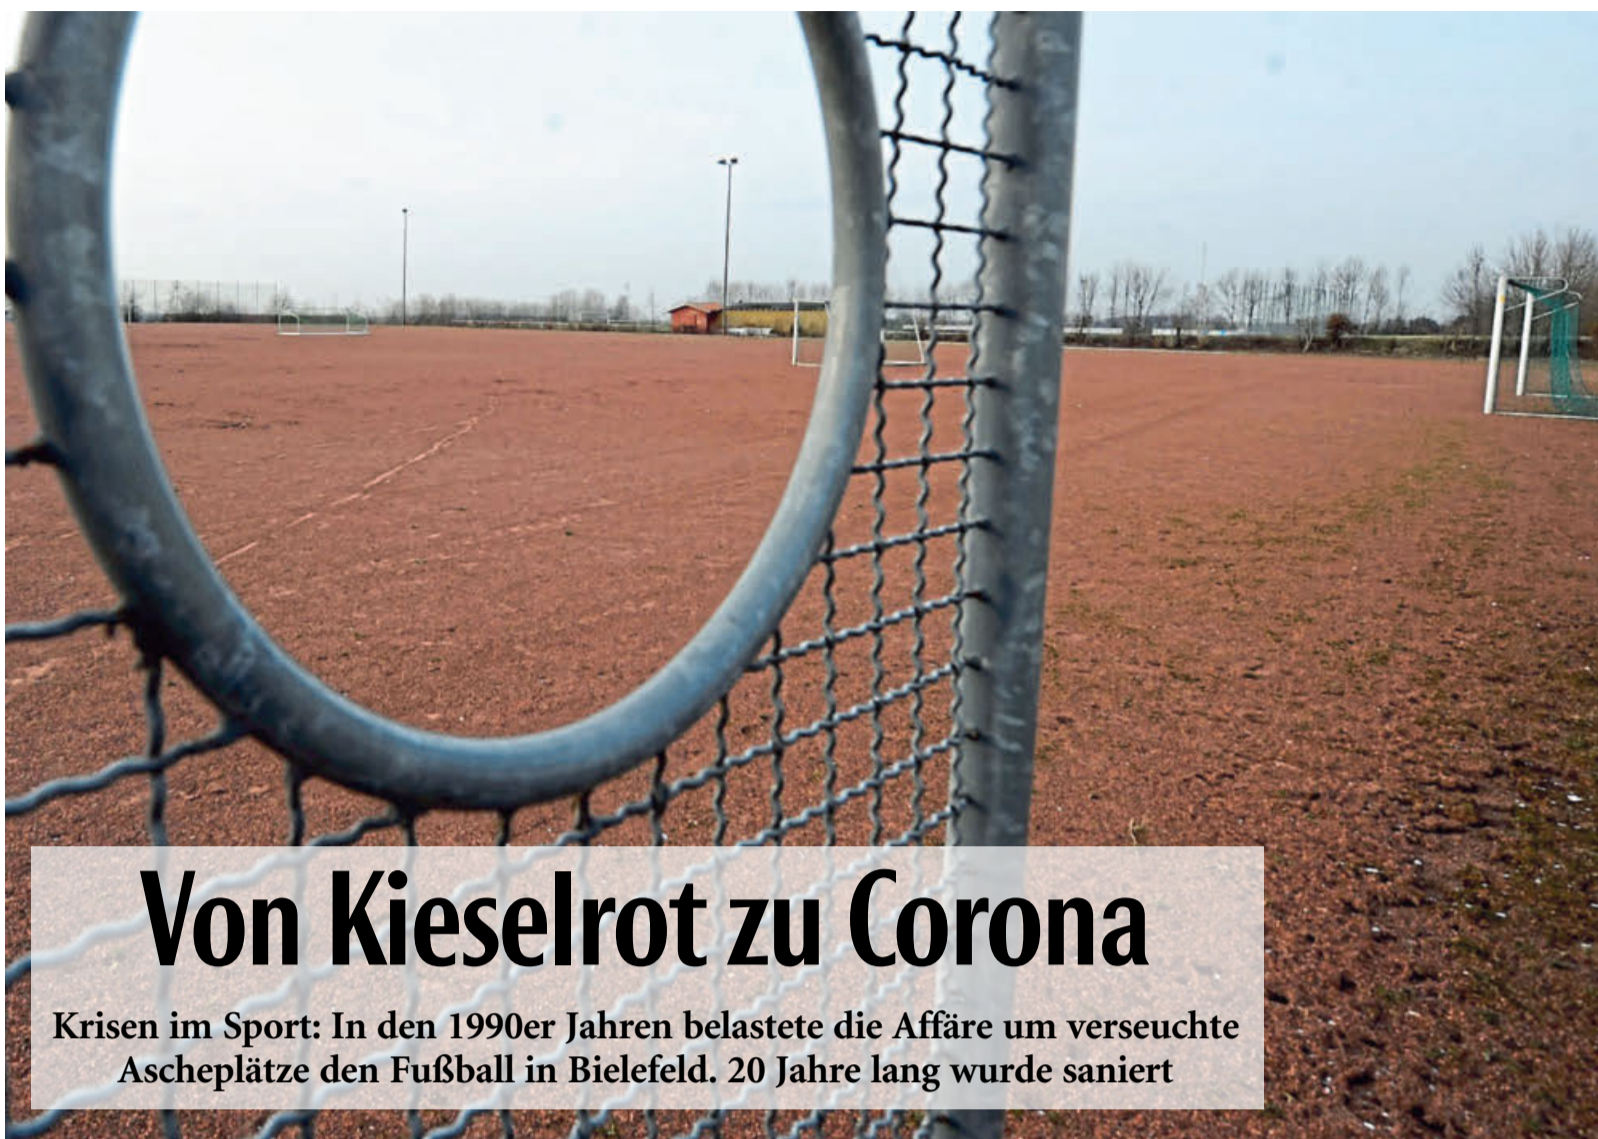 Von Kieselrot zu Corona
Krisen im Sport: In den 1990er Jahren belastete die Affäre um verseuchte
Ascheplätze den Fußball in Bielefeld. 20 Jahre lang wurde saniert